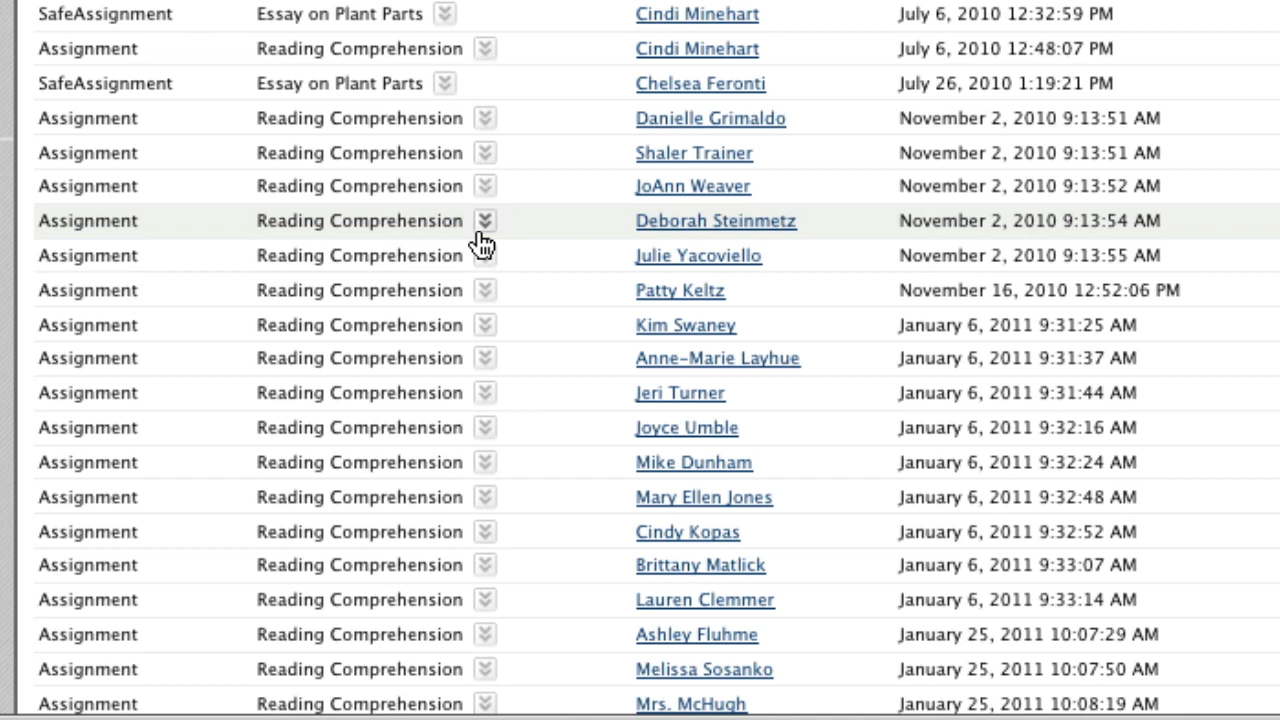 SafeAssignment Essay on Plant Parts Cindi Minehart July 6, 2010 12:32:59 PM
Assignment Reading Comprehension Cindi Minehart July 6, 2010 12:48:07 PM
SafeAssignment Essay on Plant Parts Chelsea Feronti July 26, 2010 1:19:21 PM
Assignment Reading Comprehension Danielle Grimaldo November 2, 2010 9:13:51 AM
Assignment Reading Comprehension Shaler Trainer November 2, 2010 9:13:51 AM
Assignment Reading Comprehension JoAnn Weaver November 2, 2010 9:13:52 AM
Assignment Reading Comprehension Deborah Steinmetz November 2, 2010 9:13:54 AM
Assignment Reading Comprehension Julie Yacoviello November 2, 2010 9:13:55 AM
Assignment Reading Comprehension Patty Keltz November 16, 2010 12:52:06 PM
Assignment Reading Comprehension Kim Swaney January 6, 2011 9:31:25 AM
Assignment Reading Comprehension Anne-Marie Layhue January 6, 2011 9:31:37 AM
Assignment Reading Comprehension Jeri Turner January 6, 2011 9:31:44 AM
Assignment Reading Comprehension Joyce Umble January 6, 2011 9:32:16 AM
Assignment Reading Comprehension Mike Dunham January 6, 2011 9:32:24 AM
Assignment Reading Comprehension Mary Ellen Jones January 6, 2011 9:32:48 AM
Assignment Reading Comprehension Cindy Kopas January 6, 2011 9:32:52 AM
Assignment Reading Comprehension Brittany Matlick January 6, 2011 9:33:07 AM
Assignment Reading Comprehension Lauren Clemmer January 6, 2011 9:33:14 AM
Assignment Reading Comprehension Ashley Fluhme January 25, 2011 10:07:29 AM
Assignment Reading Comprehension Melissa Sosanko January 25, 2011 10:07:50 AM
Assignment Reading Comprehension Mrs. McHugh January 25, 2011 10:08:19 AM